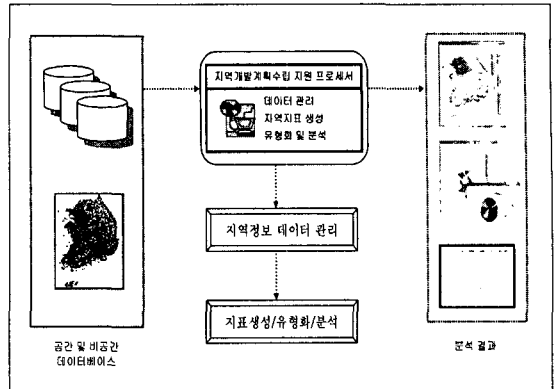 지역개발계획수립 지원 프로세서
데이터 관리
지역지표 생성
유형화 및 분석
지역정보 데이터 관리
지표생성/유형화/분석
공간 및 비공간
데이터베이스
분석 결과